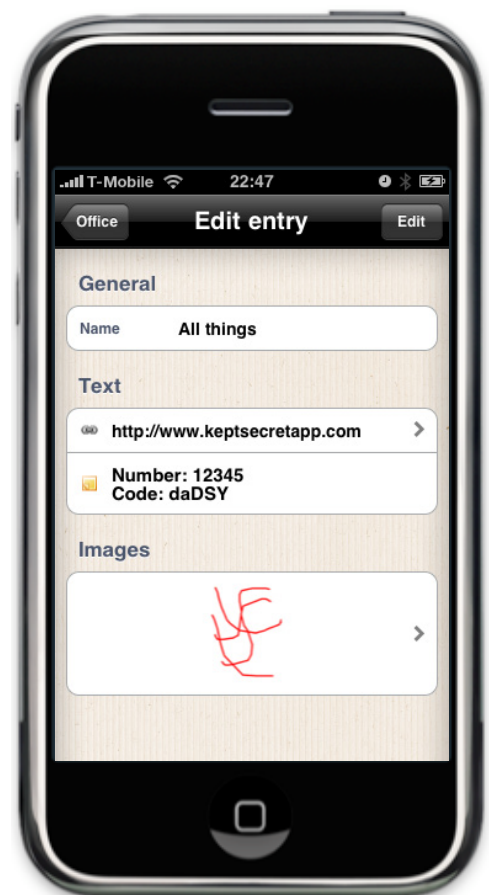 T-Mobile 22:47
Office Edit entry Edit
General
Name All things
Text
http://www.keptsecretapp.com
Number: 12345
Code: daDSY
Images